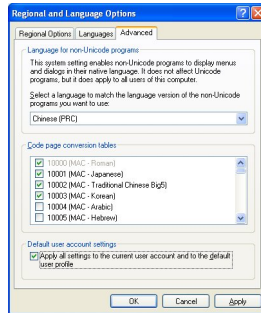 Regional and Language Options
Regional Options
Languages
Advanced
Language for non-Unicode programs
This system setting enables non-Unicode programs to display menus
and dialogs in their native language. It does not affect Unicode
programs, but it does apply to all users of this computer.
Select a language to match the language version of the non-Unicode
programs you want to use:
Chinese (PRC)
Code page conversion tables
10000 (MAC - Roman)
10001 (MAC - Japanese)
10002 (MAC - Traditional Chinese Big5)
10003 (MAC - Korean)
10004 (MAC - Arabic)
10005 (MAC - Hebrew)
Default user account settings
Apply all settings to the current user account and to the default
user profile
OK
Cancel
Apply